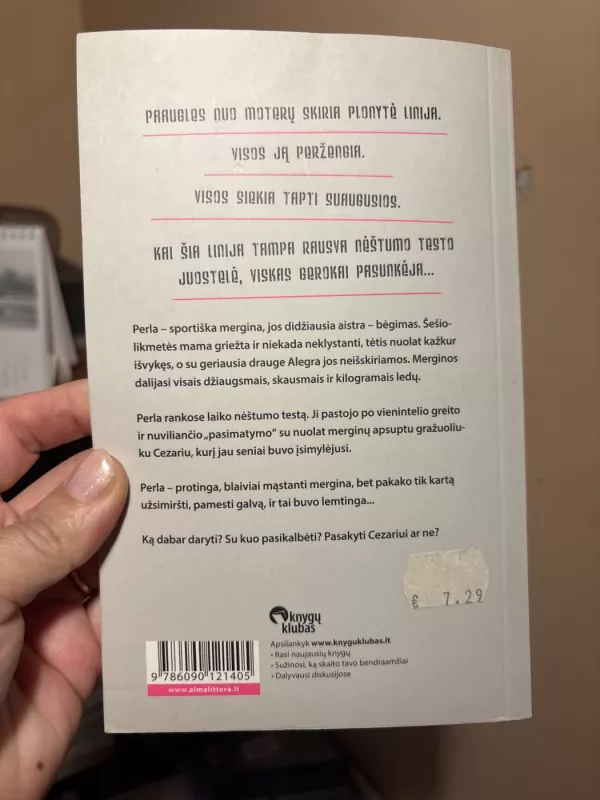 PAAUGLES NUO MOTERŲ SKIRIA PLONYTĖ LINIJA.
VISOS JĄ PERŽENGIA.
VISOS SIEKIA TAPTI SUAUGUSIOS.
KAI ŠIA LINIJA TAMPA RAUSVA NĖŠTUMO TESTO
JUOSTELĖ, VISKAS GEROKAI PASUNKĖJA...
Perla – sportiška mergina, jos didžiausia aistra – bėgimas. Šešio-
likmetės mama griežta ir niekada neklystanti, tėtis nuolat kažkur
išvykęs, o su geriausia drauge Alegra jos neišskiriamos. Merginos
dalijasi visais džiaugsmais, skausmais ir kilogramais ledų.
Perla rankose laiko nėštumo testą. Ji pastojo po vienintelio greito
ir nuviliančio „pasimatymo“ su nuolat merginų apsuptu gražuoliu-
ku Cezariu, kurį jau seniai buvo įsimylėjusi.
Perla – protinga, blaiviai mąstanti mergina, bet pakako tik kartą
užsimiršti, pamesti galvą, ir tai buvo lemtinga...
Ką dabar daryti? Su kuo pasikalbėti? Pasakyti Cezariui ar ne?
€ 7.29
knygų
klubas
Apsilankyk www.knyguklubas.lt
• Rasi naujausių knygų
• Sužinosi, ką skaito tavo bendraamžiai
• Dalyvausi diskusijose
9 786090 121405
www.almalittera.lt